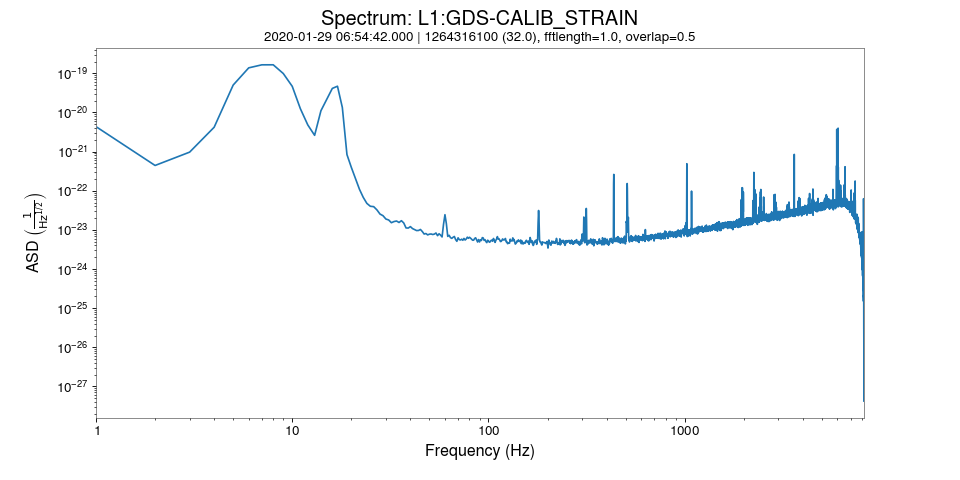 Spectrum: L1:GDS-CALIB_STRAIN
2020-01-29 06:54:42.000 | 1264316100 (32.0), fftlength=1.0, overlap=0.5
ASD (1/Hz^{1/2})
10^{-19}
10^{-20}
10^{-21}
10^{-22}
10^{-23}
10^{-24}
10^{-25}
10^{-26}
10^{-27}
1 10 100 1000
Frequency (Hz)